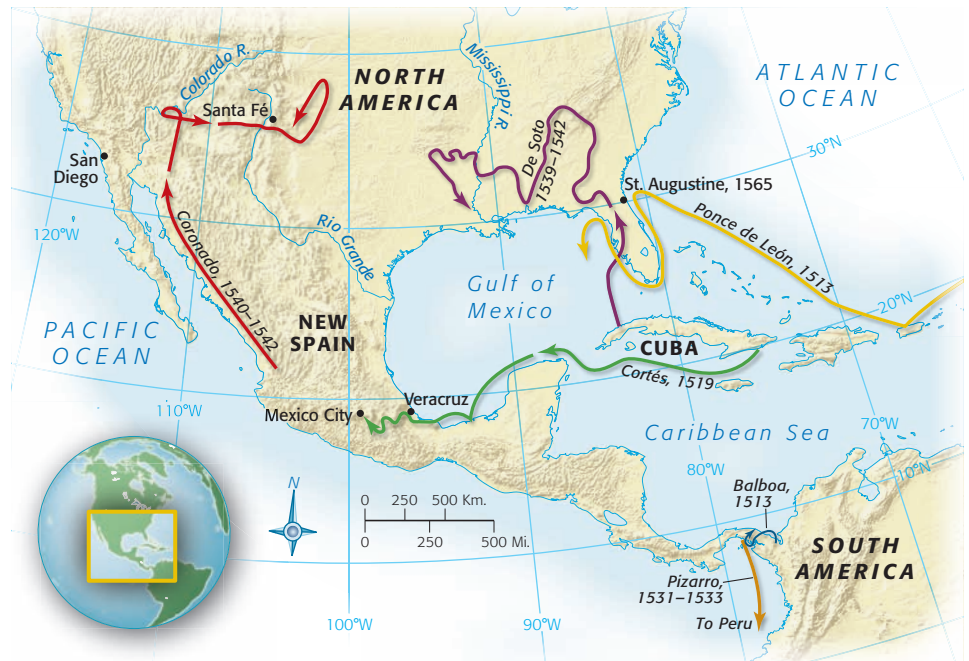 NORTH
AMERICA
ATLANTIC
OCEAN
Colorado R.
Mississippi R.
Santa Fé
San
Diego
De Soto
1539–1542
30°N
St. Augustine, 1565
Ponce de León, 1513
120°W
Coronado, 1540–1542
Rio Grande
Gulf of
Mexico
20°N
PACIFIC
OCEAN
NEW
SPAIN
CUBA
Cortés, 1519
110°W
Mexico City
Veracruz
Caribbean Sea
70°W
80°W
10°N
N
0 250 500 Km.
0 250 500 Mi.
Balboa,
1513
SOUTH
AMERICA
Pizarro,
1531–1533
To Peru
100°W
90°W